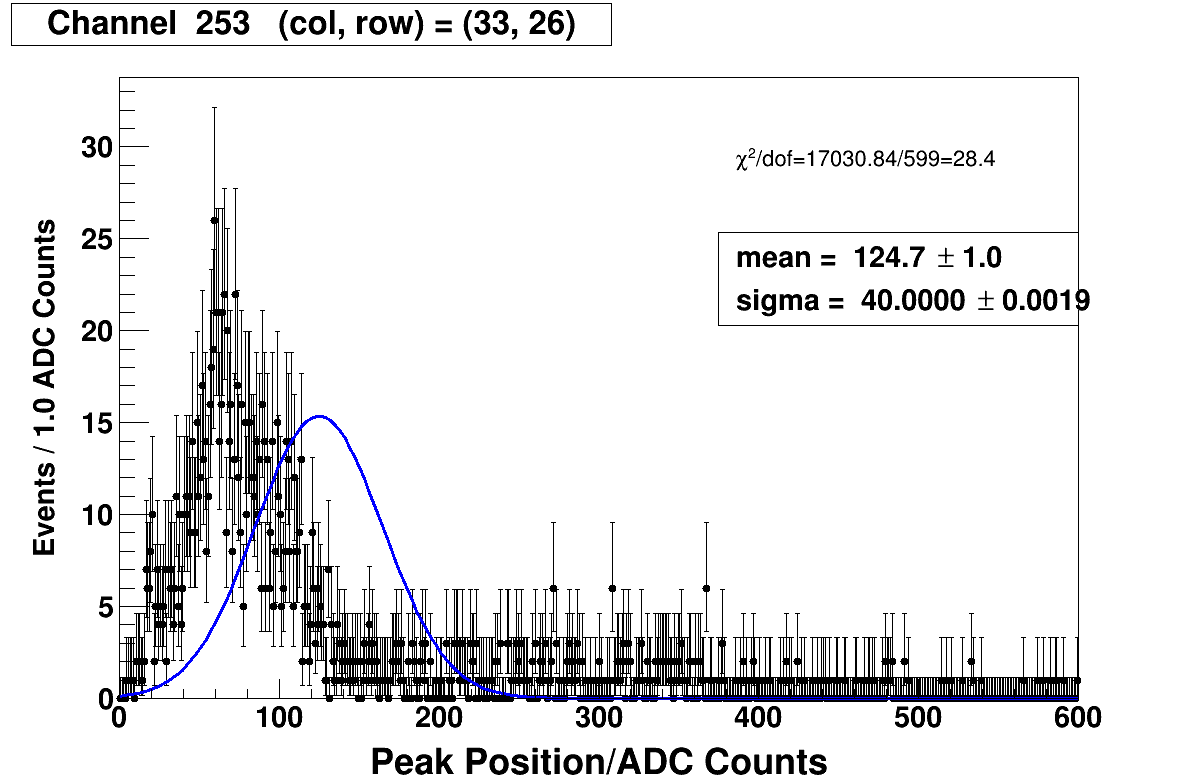 Channel 253 (col, row) = (33, 26)
χ²/dof=17030.84/599=28.4
mean = 124.7 ± 1.0
sigma = 40.0000 ± 0.0019
Events / 1.0 ADC Counts
30
25
20
15
10
5
0
0 100 200 300 400 500 600
Peak Position/ADC Counts